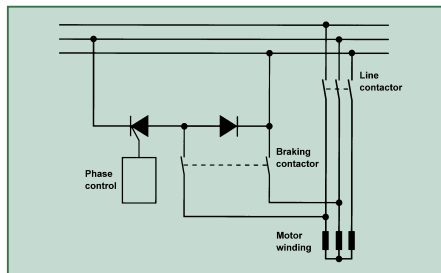 Line
contactor
Braking
contactor
Phase
control
Motor
winding